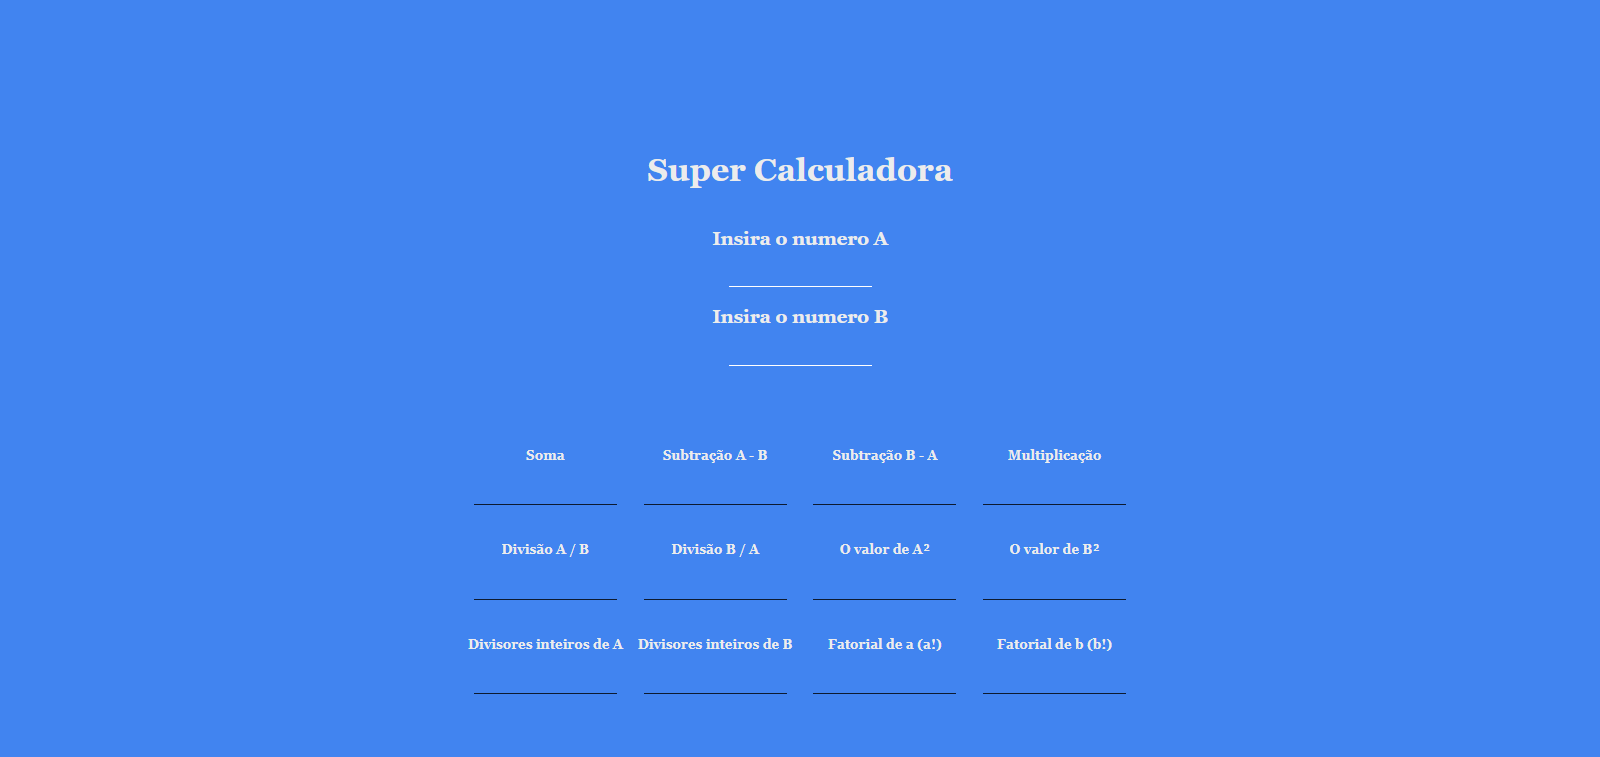 Super Calculadora
Insira o numero A
Insira o numero B
Soma
Subtração A - B
Subtração B - A
Multiplicação
Divisão A / B
Divisão B / A
O valor de A²
O valor de B²
Divisores inteiros de A
Divisores inteiros de B
Fatorial de a (a!)
Fatorial de b (b!)